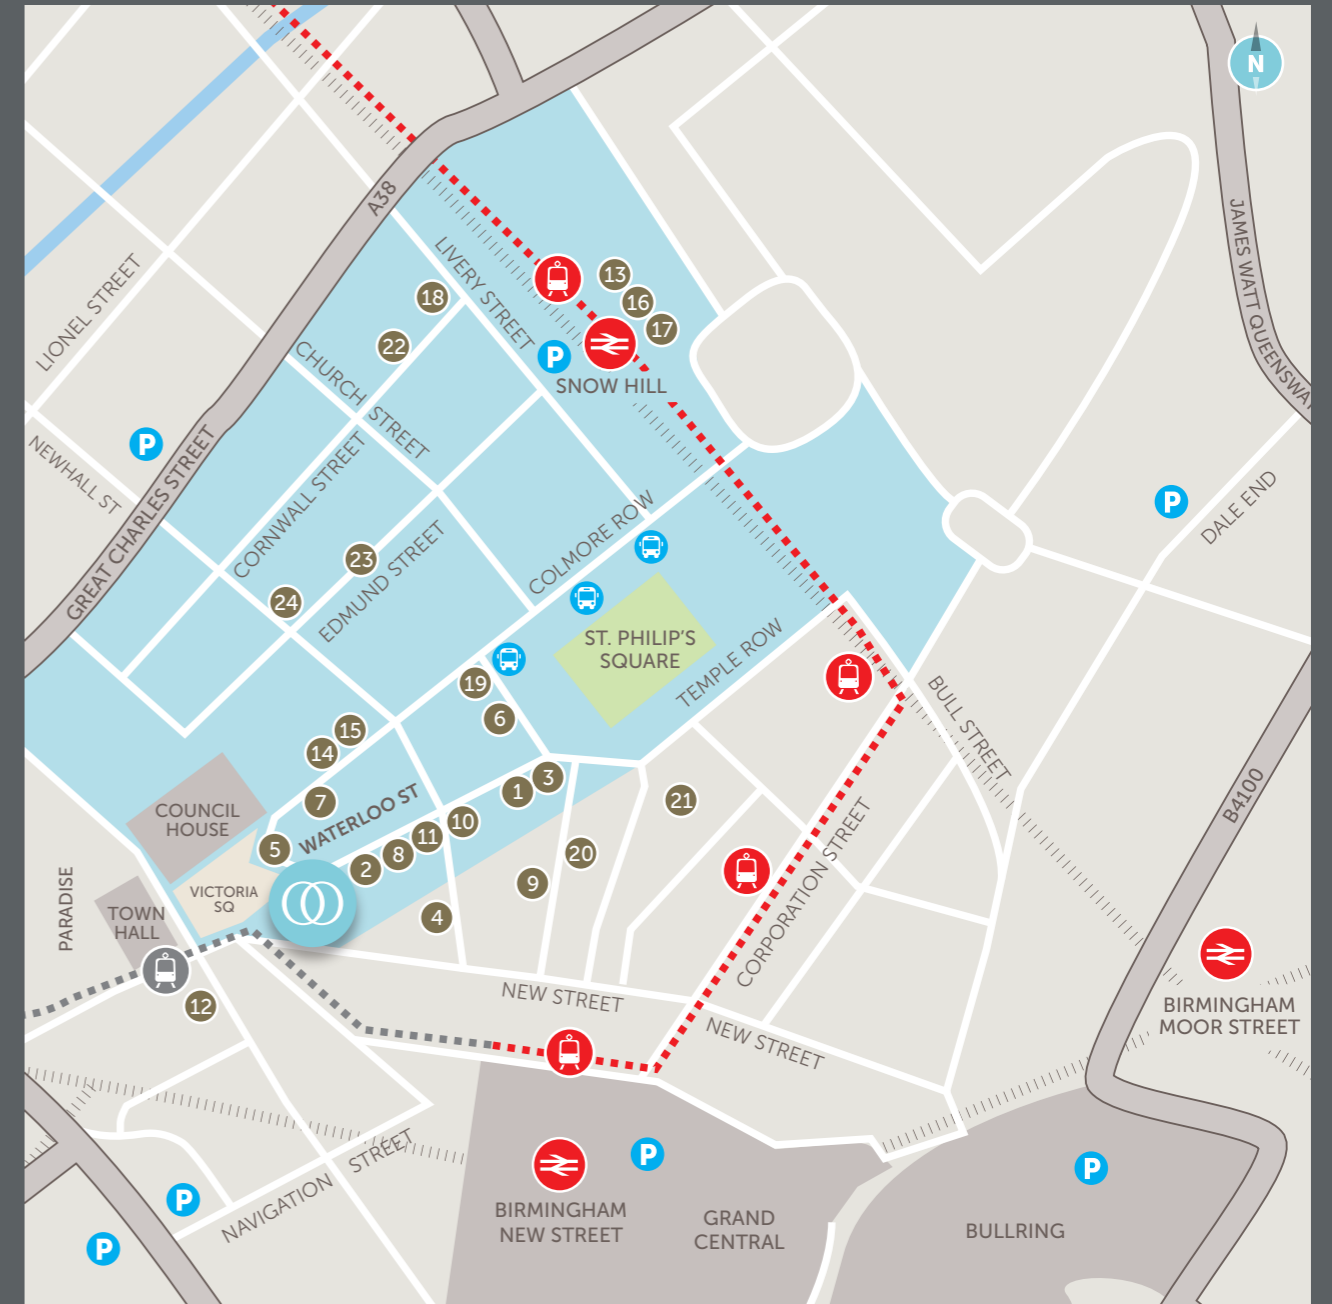 N
A38
JAMES WATT QUEENSWAY
LIVERY STREET
LIONEL STREET
13
18
16
17
22
P
SNOW HILL
CHURCH STREET
P
NEWHALL ST
GREAT CHARLES STREET
CORNWALL STREET
P
DALE END
COLMORE ROW
23
EDMUND STREET
24
ST. PHILIP'S
SQUARE
TEMPLE ROW
19
6
BULL STREET
15
14
3
1
7
21
B4100
COUNCIL
HOUSE
WATERLOO ST
10
11
5
8
2
20
9
CORPORATION STREET
VICTORIA
SQ
PARADISE
TOWN
HALL
4
12
NEW STREET
NEW STREET
BIRMINGHAM
MOOR STREET
NAVIGATION STREET
P
P
P
P
BIRMINGHAM
NEW STREET
GRAND
CENTRAL
BULLRING